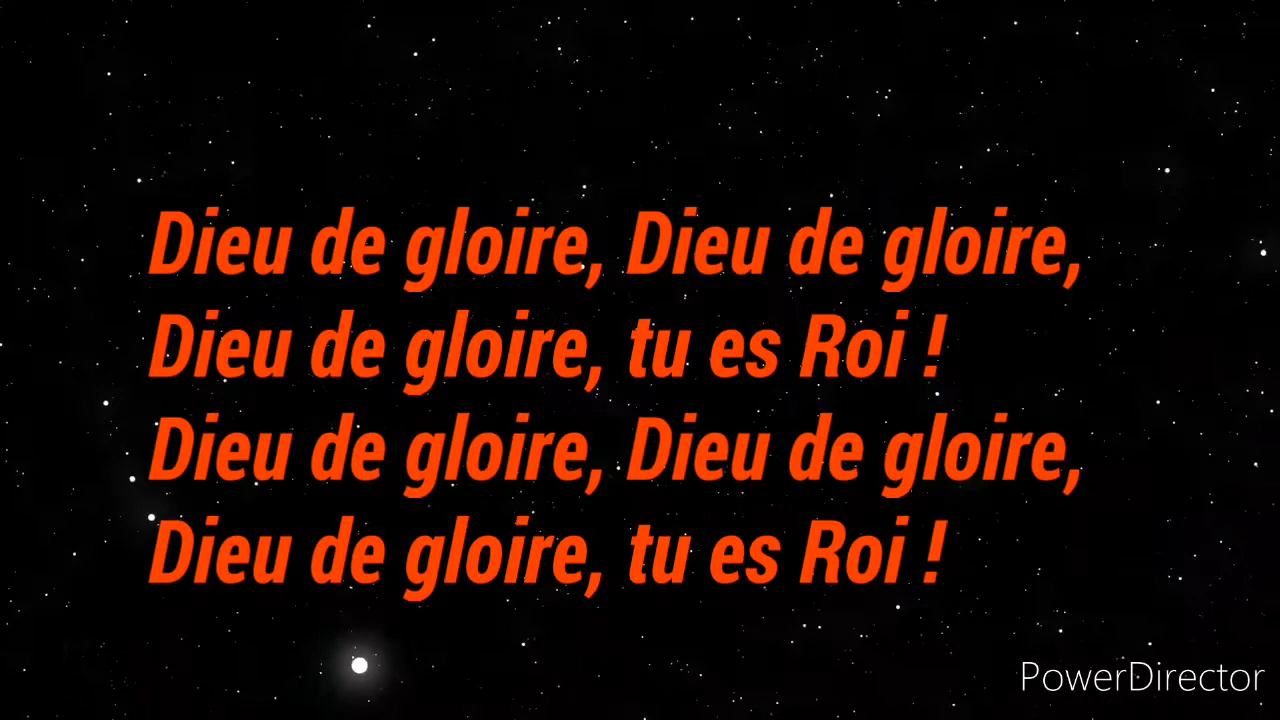 Dieu de gloire, Dieu de gloire,
Dieu de gloire, tu es Roi !
Dieu de gloire, Dieu de gloire,
Dieu de gloire, tu es Roi !
PowerDirector